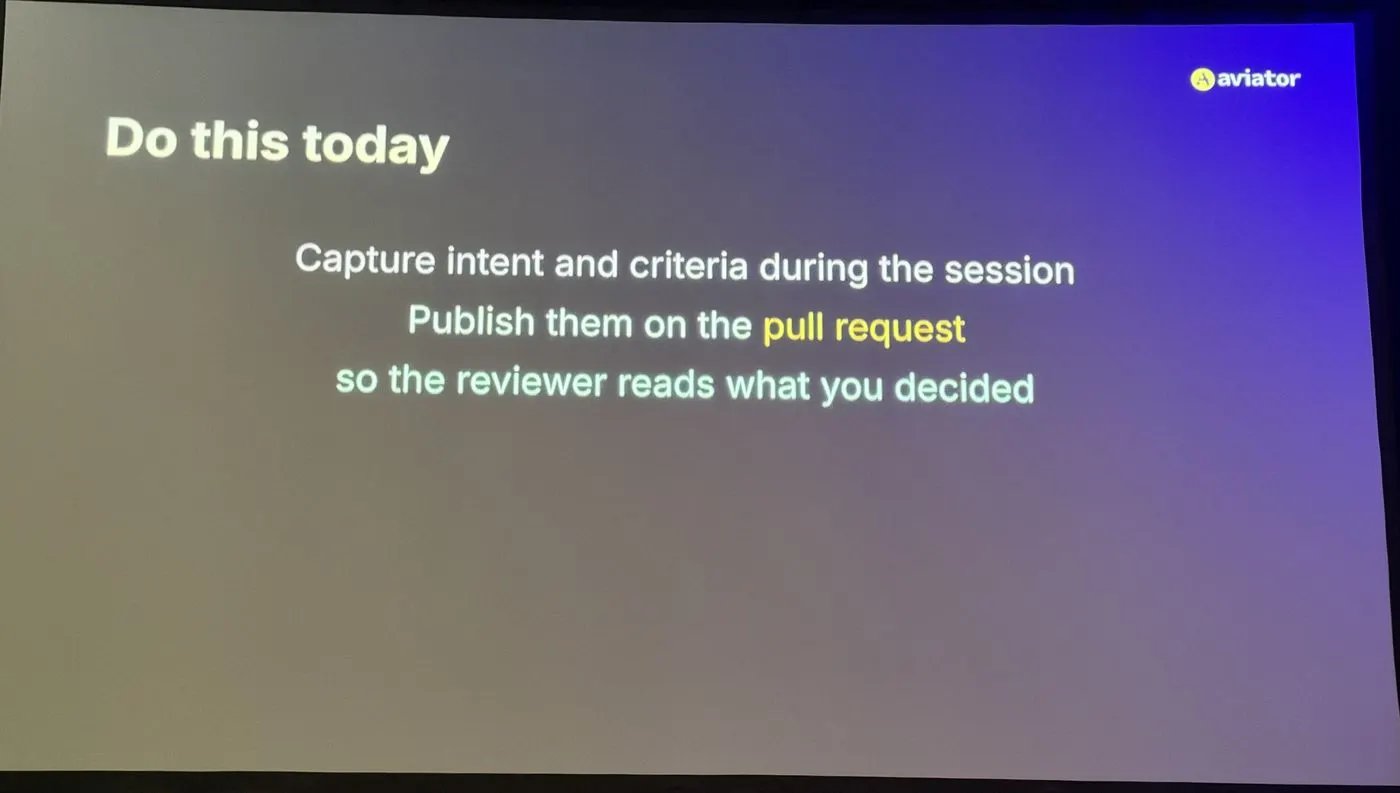 aviator
Do this today
Capture intent and criteria during the session
Publish them on the pull request
so the reviewer reads what you decided